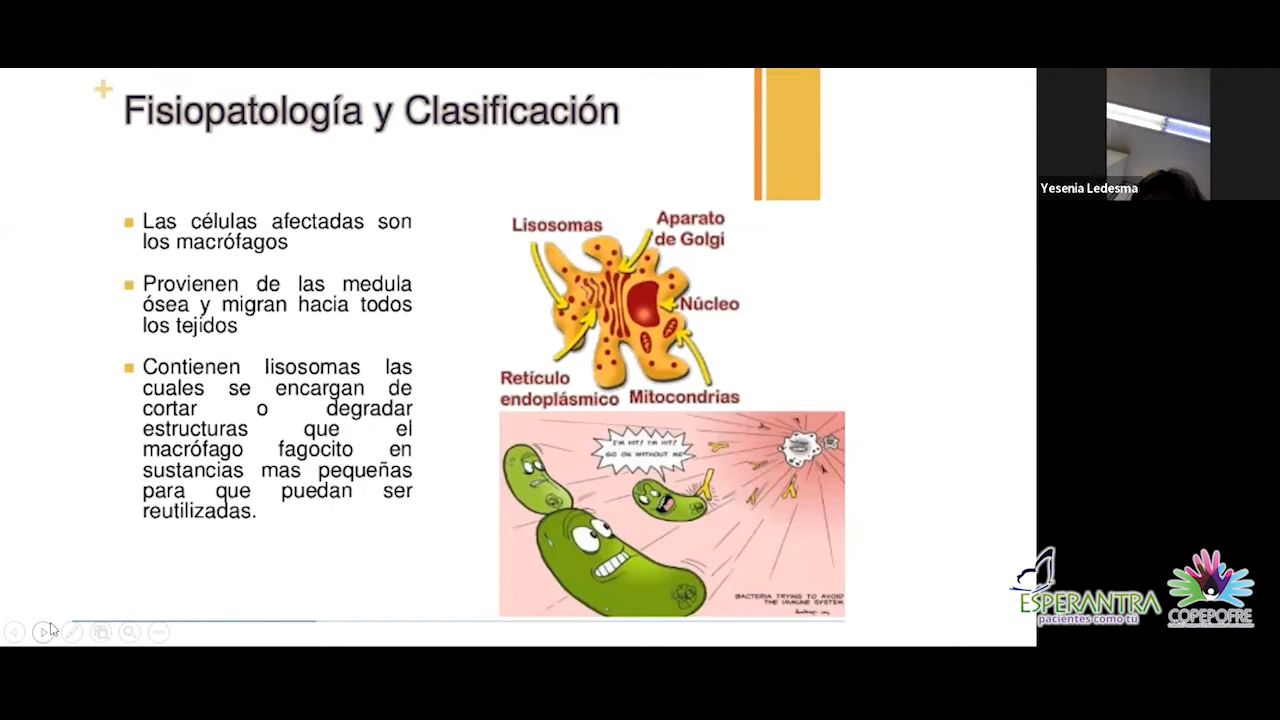 Fisiopatología y Clasificación
Las células afectadas son
los macrófagos
Provienen de las medula
ósea y migran hacia todos
los tejidos
Contienen lisosomas las
cuales se encargan de
cortar o degradar
estructuras que el
macrófago fagocito en
sustancias mas pequeñas
para que puedan ser
reutilizadas.
Lisosomas
Aparato
de Golgi
Núcleo
Retículo
endoplásmico
Mitocondrias
I'M HIT! I'M HIT!
GO ON WITHOUT ME
BACTERIA TRYING TO AVOID
THE IMMUNE SYSTEM
Yesenia Ledesma
ESPERANTRA
pacientes como tú
COPEPOFRE